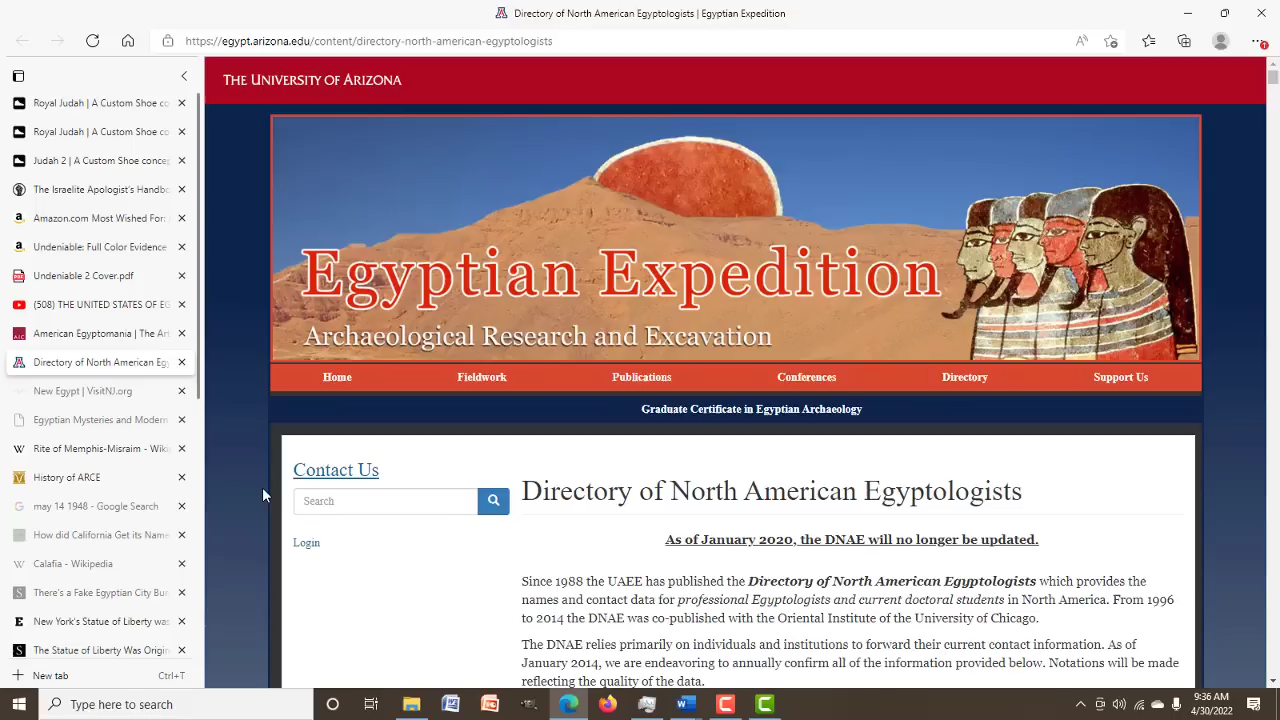 Directory of North American Egyptologists | Egyptian Expedition
https://egypt.arizona.edu/content/directory-north-american-egyptologists
Royal Judah | A Custom Shoe co
Royal Judah | A Custom Shoe co
Judah 2 | A Custom Shoe conce
The Israelite Apologist's Handbo
Amazon.com Most Wished For:
Undeniable: Full Color Evidence
Undeniable 2 Cover.pdf
(508) THE UNITED STATES OF EG
American Egyptomania | The Art
Directory of North American Eg
New Egypt | VisitNJ.org
Egyptian Mysteries and Modern
Rite of Memphis-Misraim - Wiki
History of ARCE
may 14 1948 - Google Search
How did California Get its Name
Calafia - Wikipedia
There's a Fake Egyptian City Bur
New York's Statue of Liberty was
The Statue of Liberty Was Origin
New tab Ctrl+T
THE UNIVERSITY OF ARIZONA
Egyptian Expedition
Archaeological Research and Excavation
Home Fieldwork Publications Conferences Directory Support Us
Graduate Certificate in Egyptian Archaeology
Contact Us
Search
Login
Directory of North American Egyptologists
As of January 2020, the DNAE will no longer be updated.
Since 1988 the UAEE has published the Directory of North American Egyptologists which provides the
names and contact data for professional Egyptologists and current doctoral students in North America. From 1996
to 2014 the DNAE was co-published with the Oriental Institute of the University of Chicago.
The DNAE relies primarily on individuals and institutions to forward their current contact information. As of
January 2014, we are endeavoring to annually confirm all of the information provided below. Notations will be made
reflecting the quality of the data.
Type here to search
9:36 AM
4/30/2022